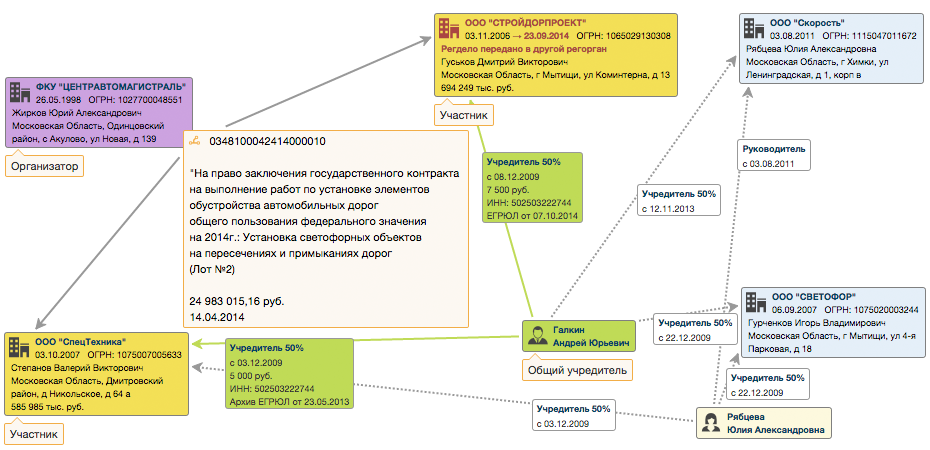 ООО "СТРОЙДОРПРОЕКТ"
03.11.2006 → 23.09.2014 ОГРН: 1065029130308
Регдело передано в другой регорган
Гуськов Дмитрий Викторович
Московская Область, г Мытищи, ул Коминтерна, д 13
694 249 тыс. руб.
Участник
ООО "Скорость"
03.08.2011 ОГРН: 1115047011672
Рябцева Юлия Александровна
Московская Область, г Химки, ул
Ленинградская, д 1, корп в
ФКУ "ЦЕНТРАВТОМАГИСТРАЛЬ"
26.05.1998 ОГРН: 1027700048551
Жирков Юрий Александрович
Московская Область, Одинцовский
район, с Акулово, ул Новая, д 139
Организатор
0348100042414000010
"На право заключения государственного контракта
на выполнение работ по установке элементов
обустройства автомобильных дорог
общего пользования федерального значения
на 2014г.: Установка светофорных объектов
на пересечениях и примыканиях дорог
(Лот №2)
24 983 015,16 руб.
14.04.2014
Учредитель 50%
с 08.12.2009
7 500 руб.
ИНН: 502503222744
ЕГРЮЛ от 07.10.2014
Руководитель
с 03.08.2011
Учредитель 50%
с 12.11.2013
ООО "СВЕТОФОР"
06.09.2007 ОГРН: 1075020003244
Гурченков Игорь Владимирович
Московская Область, г Мытищи, ул 4-я
Парковая, д 18
Галкин
Андрей Юрьевич
Общий учредитель
Учредитель 50%
с 22.12.2009
Учредитель 50%
с 22.12.2009
ООО "СпецТехника"
03.10.2007 ОГРН: 1075007005633
Степанов Валерий Викторович
Московская Область, Дмитровский
район, д Никольское, д 64 а
585 985 тыс. руб.
Участник
Учредитель 50%
с 03.12.2009
5 000 руб.
ИНН: 502503222744
Архив ЕГРЮЛ от 23.05.2013
Учредитель 50%
с 03.12.2009
Рябцева
Юлия Александровна